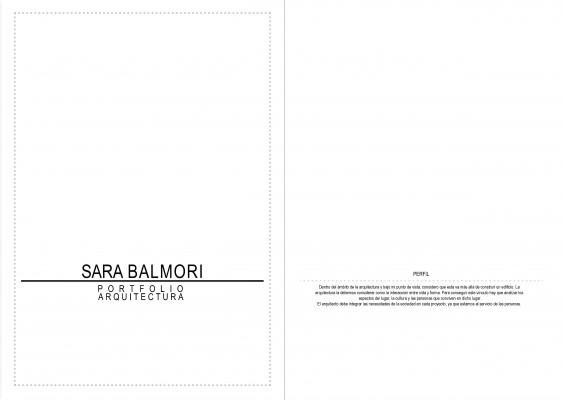 SARA BALMORI
PORTFOLIO
ARQUITECTURA
PERFIL
Dentro del ámbito de la arquitectura y bajo mi punto de vista, considero que esta va más allá de construir un edificio. La
arquitectura la debemos considerar como la interacción entre vida y forma. Para conseguir este vínculo hay que analizar los
aspectos del lugar, la cultura y las personas que conviven en dicho lugar.
El arquitecto debe integrar las necesidades de la sociedad en cada proyecto, ya que estamos al servicio de las personas.